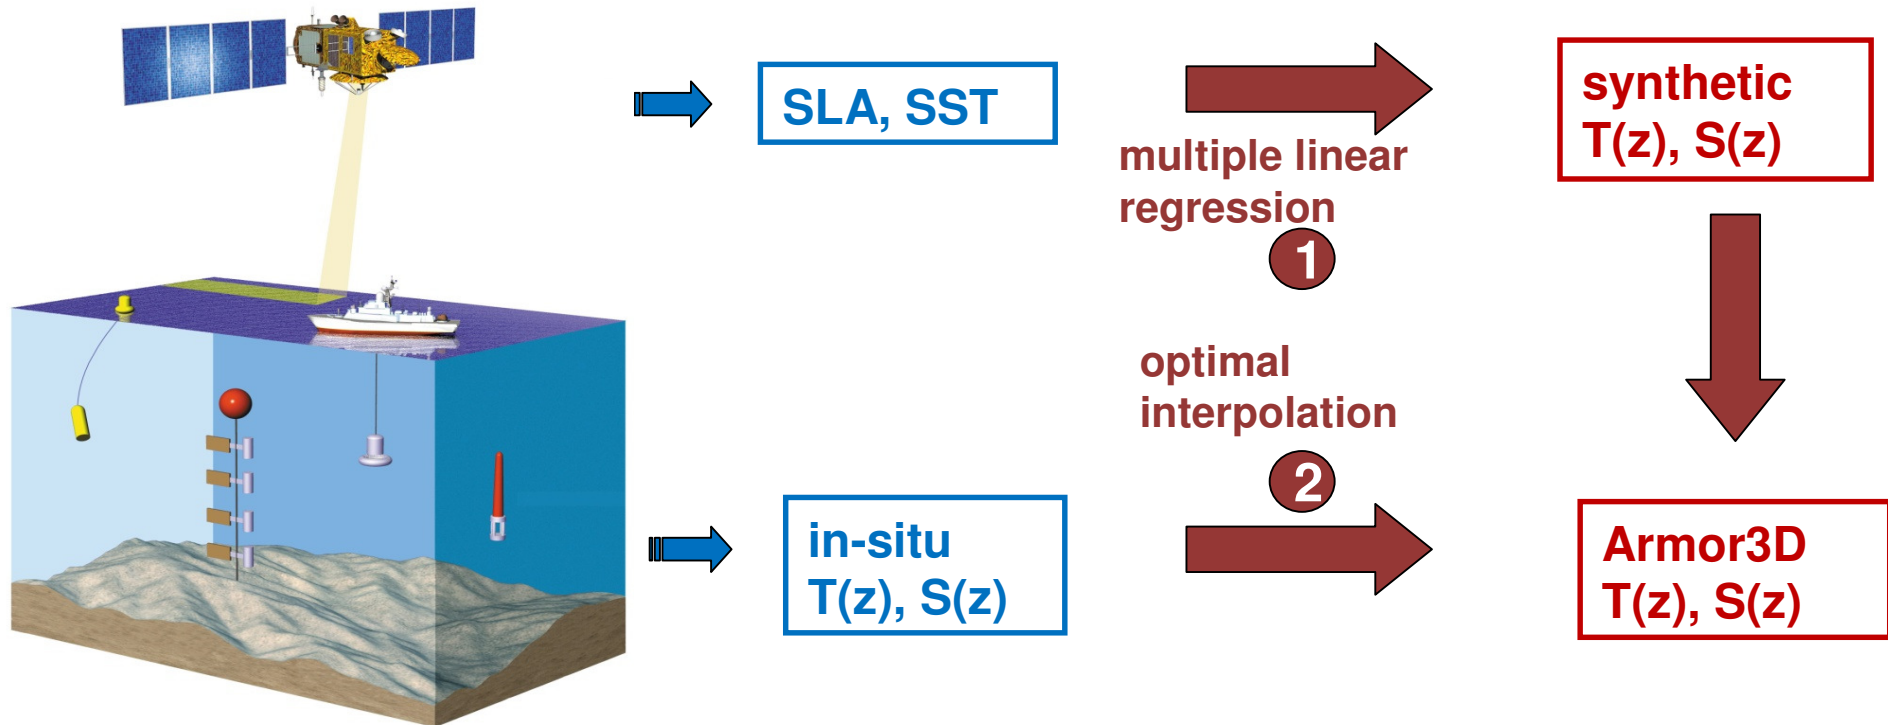 SLA, SST
synthetic
T(z), S(z)
multiple linear
regression
1
optimal
interpolation
2
in-situ
T(z), S(z)
Armor3D
T(z), S(z)